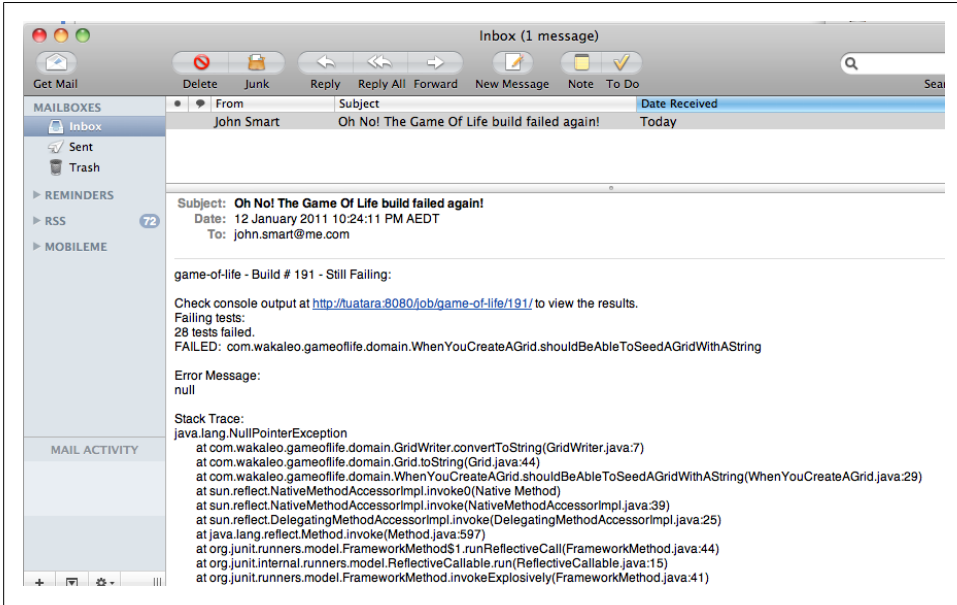 Inbox (1 message)
Get Mail
Delete
Junk
Reply
Reply All
Forward
New Message
Note
To Do
MAILBOXES
Inbox
Sent
Trash
REMINDERS
RSS
72
MOBILEME
MAIL ACTIVITY
From
Subject
Date Received
John Smart
Oh No! The Game Of Life build failed again!
Today
Subject: Oh No! The Game Of Life build failed again!
Date: 12 January 2011 10:24:11 PM AEDT
To: john.smart@me.com
game-of-life - Build # 191 - Still Failing:
Check console output at http://tuatara:8080/job/game-of-life/191/ to view the results.
Failing tests:
28 tests failed.
FAILED: com.wakaleo.gameoflife.domain.WhenYouCreateAGrid.shouldBeAbleToSeedAGridWithAString
Error Message:
null
Stack Trace:
java.lang.NullPointerException
at com.wakaleo.gameoflife.domain.GridWriter.convertToString(GridWriter.java:7)
at com.wakaleo.gameoflife.domain.Grid.toString(Grid.java:44)
at com.wakaleo.gameoflife.domain.WhenYouCreateAGrid.shouldBeAbleToSeedAGridWithAString(WhenYouCreateAGrid.java:29)
at sun.reflect.NativeMethodAccessorImpl.invoke0(Native Method)
at sun.reflect.NativeMethodAccessorImpl.invoke(NativeMethodAccessorImpl.java:39)
at sun.reflect.DelegatingMethodAccessorImpl.invoke(DelegatingMethodAccessorImpl.java:25)
at java.lang.reflect.Method.invoke(Method.java:597)
at org.junit.runners.model.FrameworkMethod$1.runReflectiveCall(FrameworkMethod.java:44)
at org.junit.internal.runners.model.ReflectiveCallable.run(ReflectiveCallable.java:15)
at org.junit.runners.model.FrameworkMethod.invokeExplosively(FrameworkMethod.java:41)